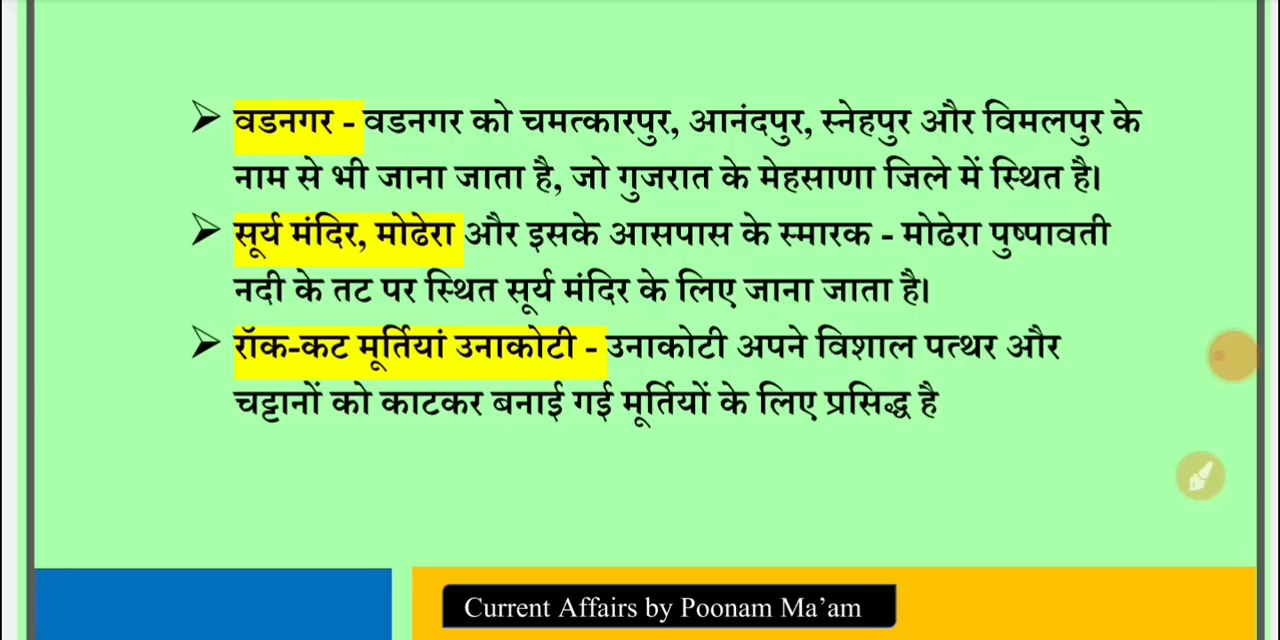 ➢ वडनगर - वडनगर को चमत्कारपुर, आनंदपुर, स्नेहपुर और विमलपुर के
नाम से भी जाना जाता है, जो गुजरात के मेहसाणा जिले में स्थित है।
➢ सूर्य मंदिर, मोढेरा और इसके आसपास के स्मारक - मोढेरा पुष्पावती
नदी के तट पर स्थित सूर्य मंदिर के लिए जाना जाता है।
➢ रॉक-कट मूर्तियां उनाकोटी - उनाकोटी अपने विशाल पत्थर और
चट्टानों को काटकर बनाई गई मूर्तियों के लिए प्रसिद्ध है
Current Affairs by Poonam Ma’am